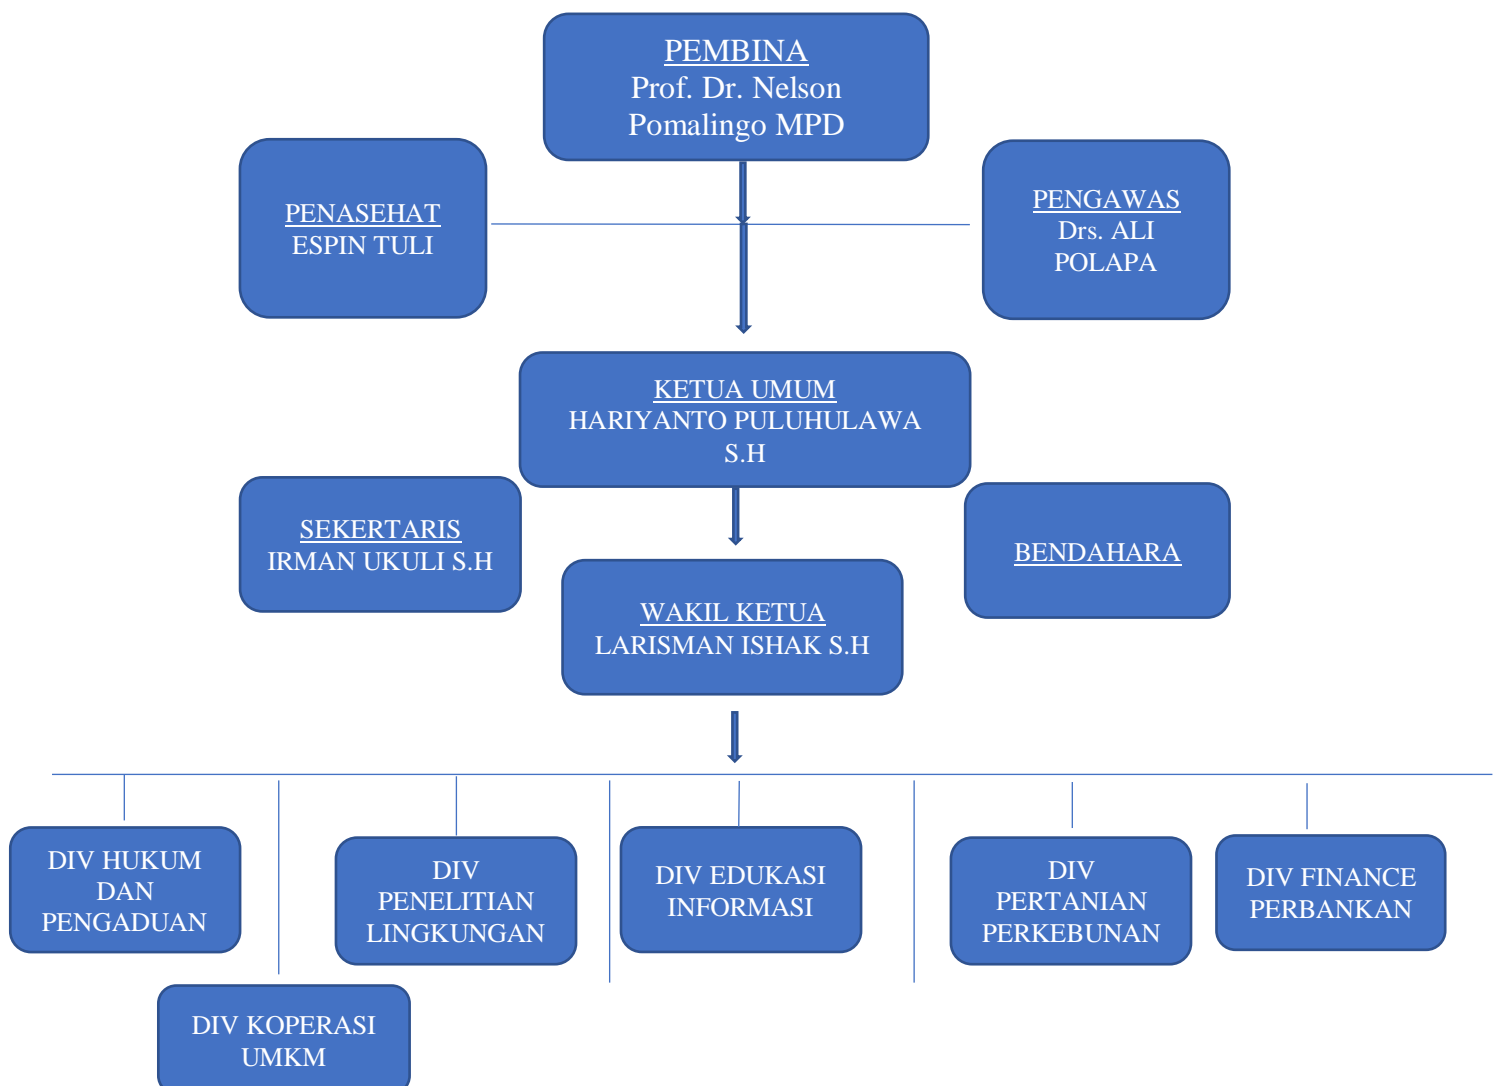 PEMBINA
Prof. Dr. Nelson
Pomalingo MPD
PENASEHAT
ESPIN TULI
PENGAWAS
Drs. ALI
POLAPA
KETUA UMUM
HARIYANTO PULUHULAWA
S.H
SEKERTARIS
IRMAN UKULI S.H
BENDAHARA
WAKIL KETUA
LARISMAN ISHAK S.H
DIV HUKUM
DAN
PENGADUAN
DIV
PENELITIAN
LINGKUNGAN
DIV EDUKASI
INFORMASI
DIV
PERTANIAN
PERKEBUNAN
DIV FINANCE
PERBANKAN
DIV KOPERASI
UMKM